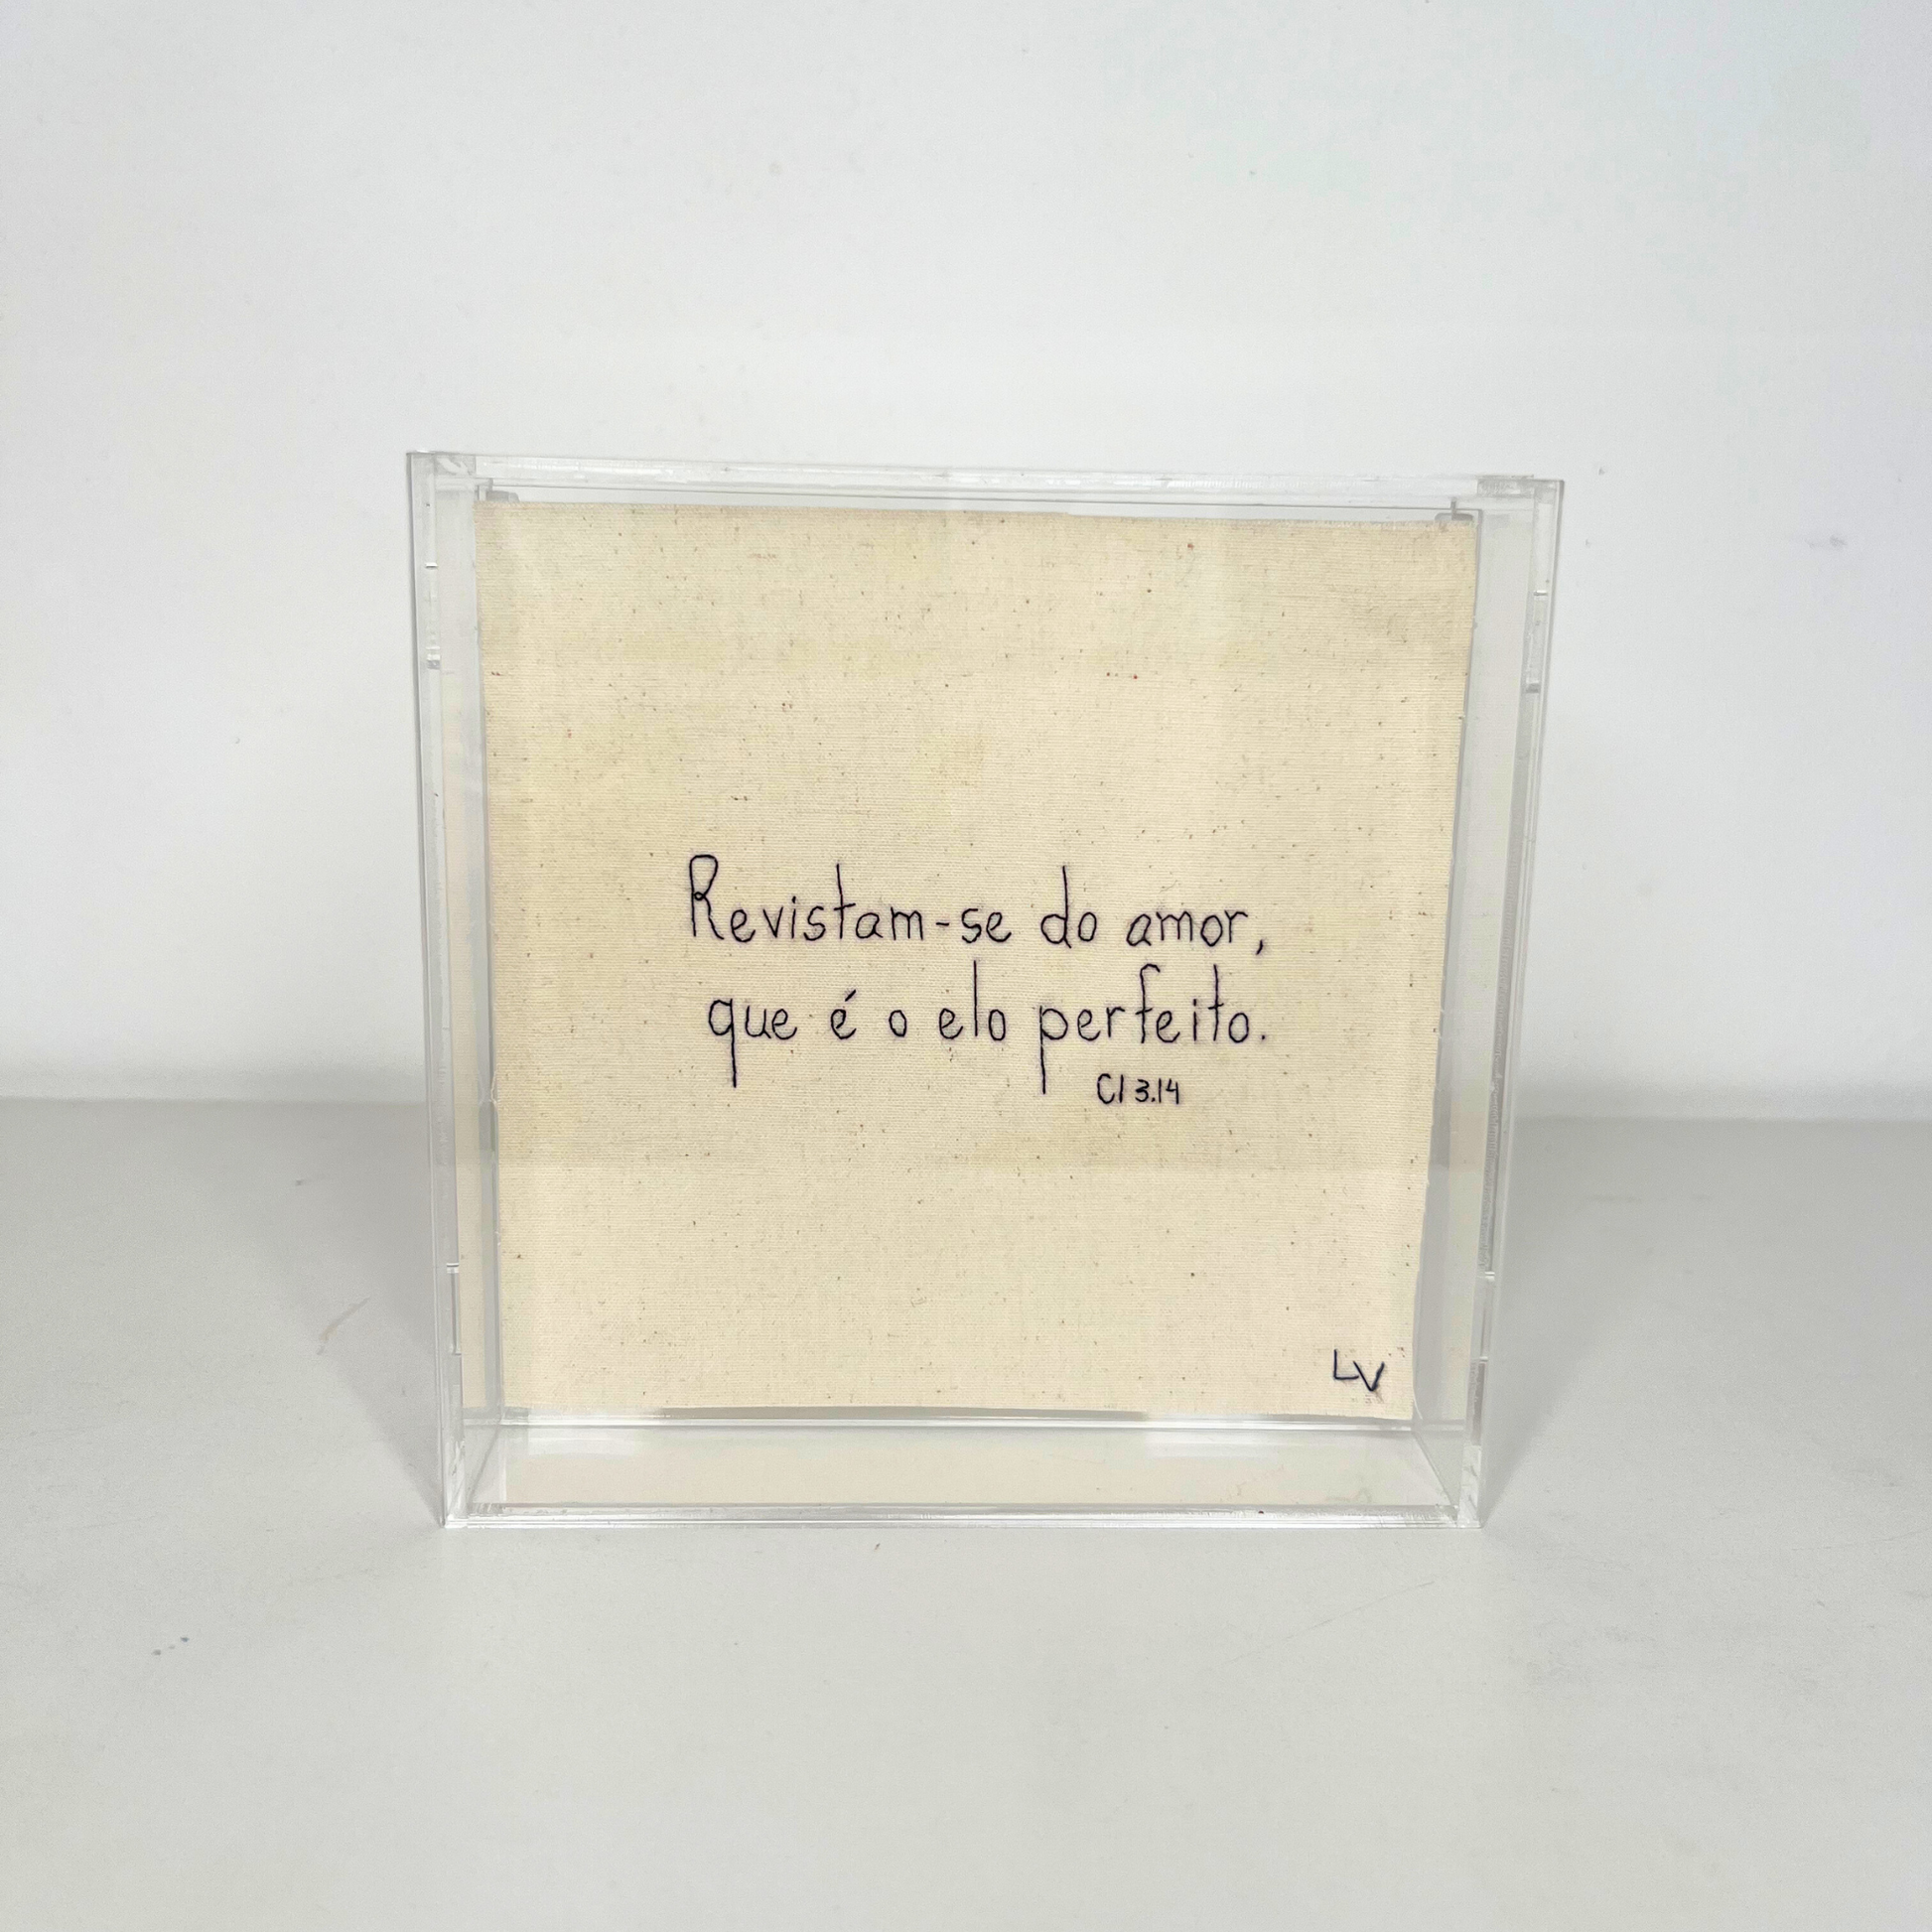 Revistam-se do amor,
que é o elo perfeito.
Cl 3.14
LV